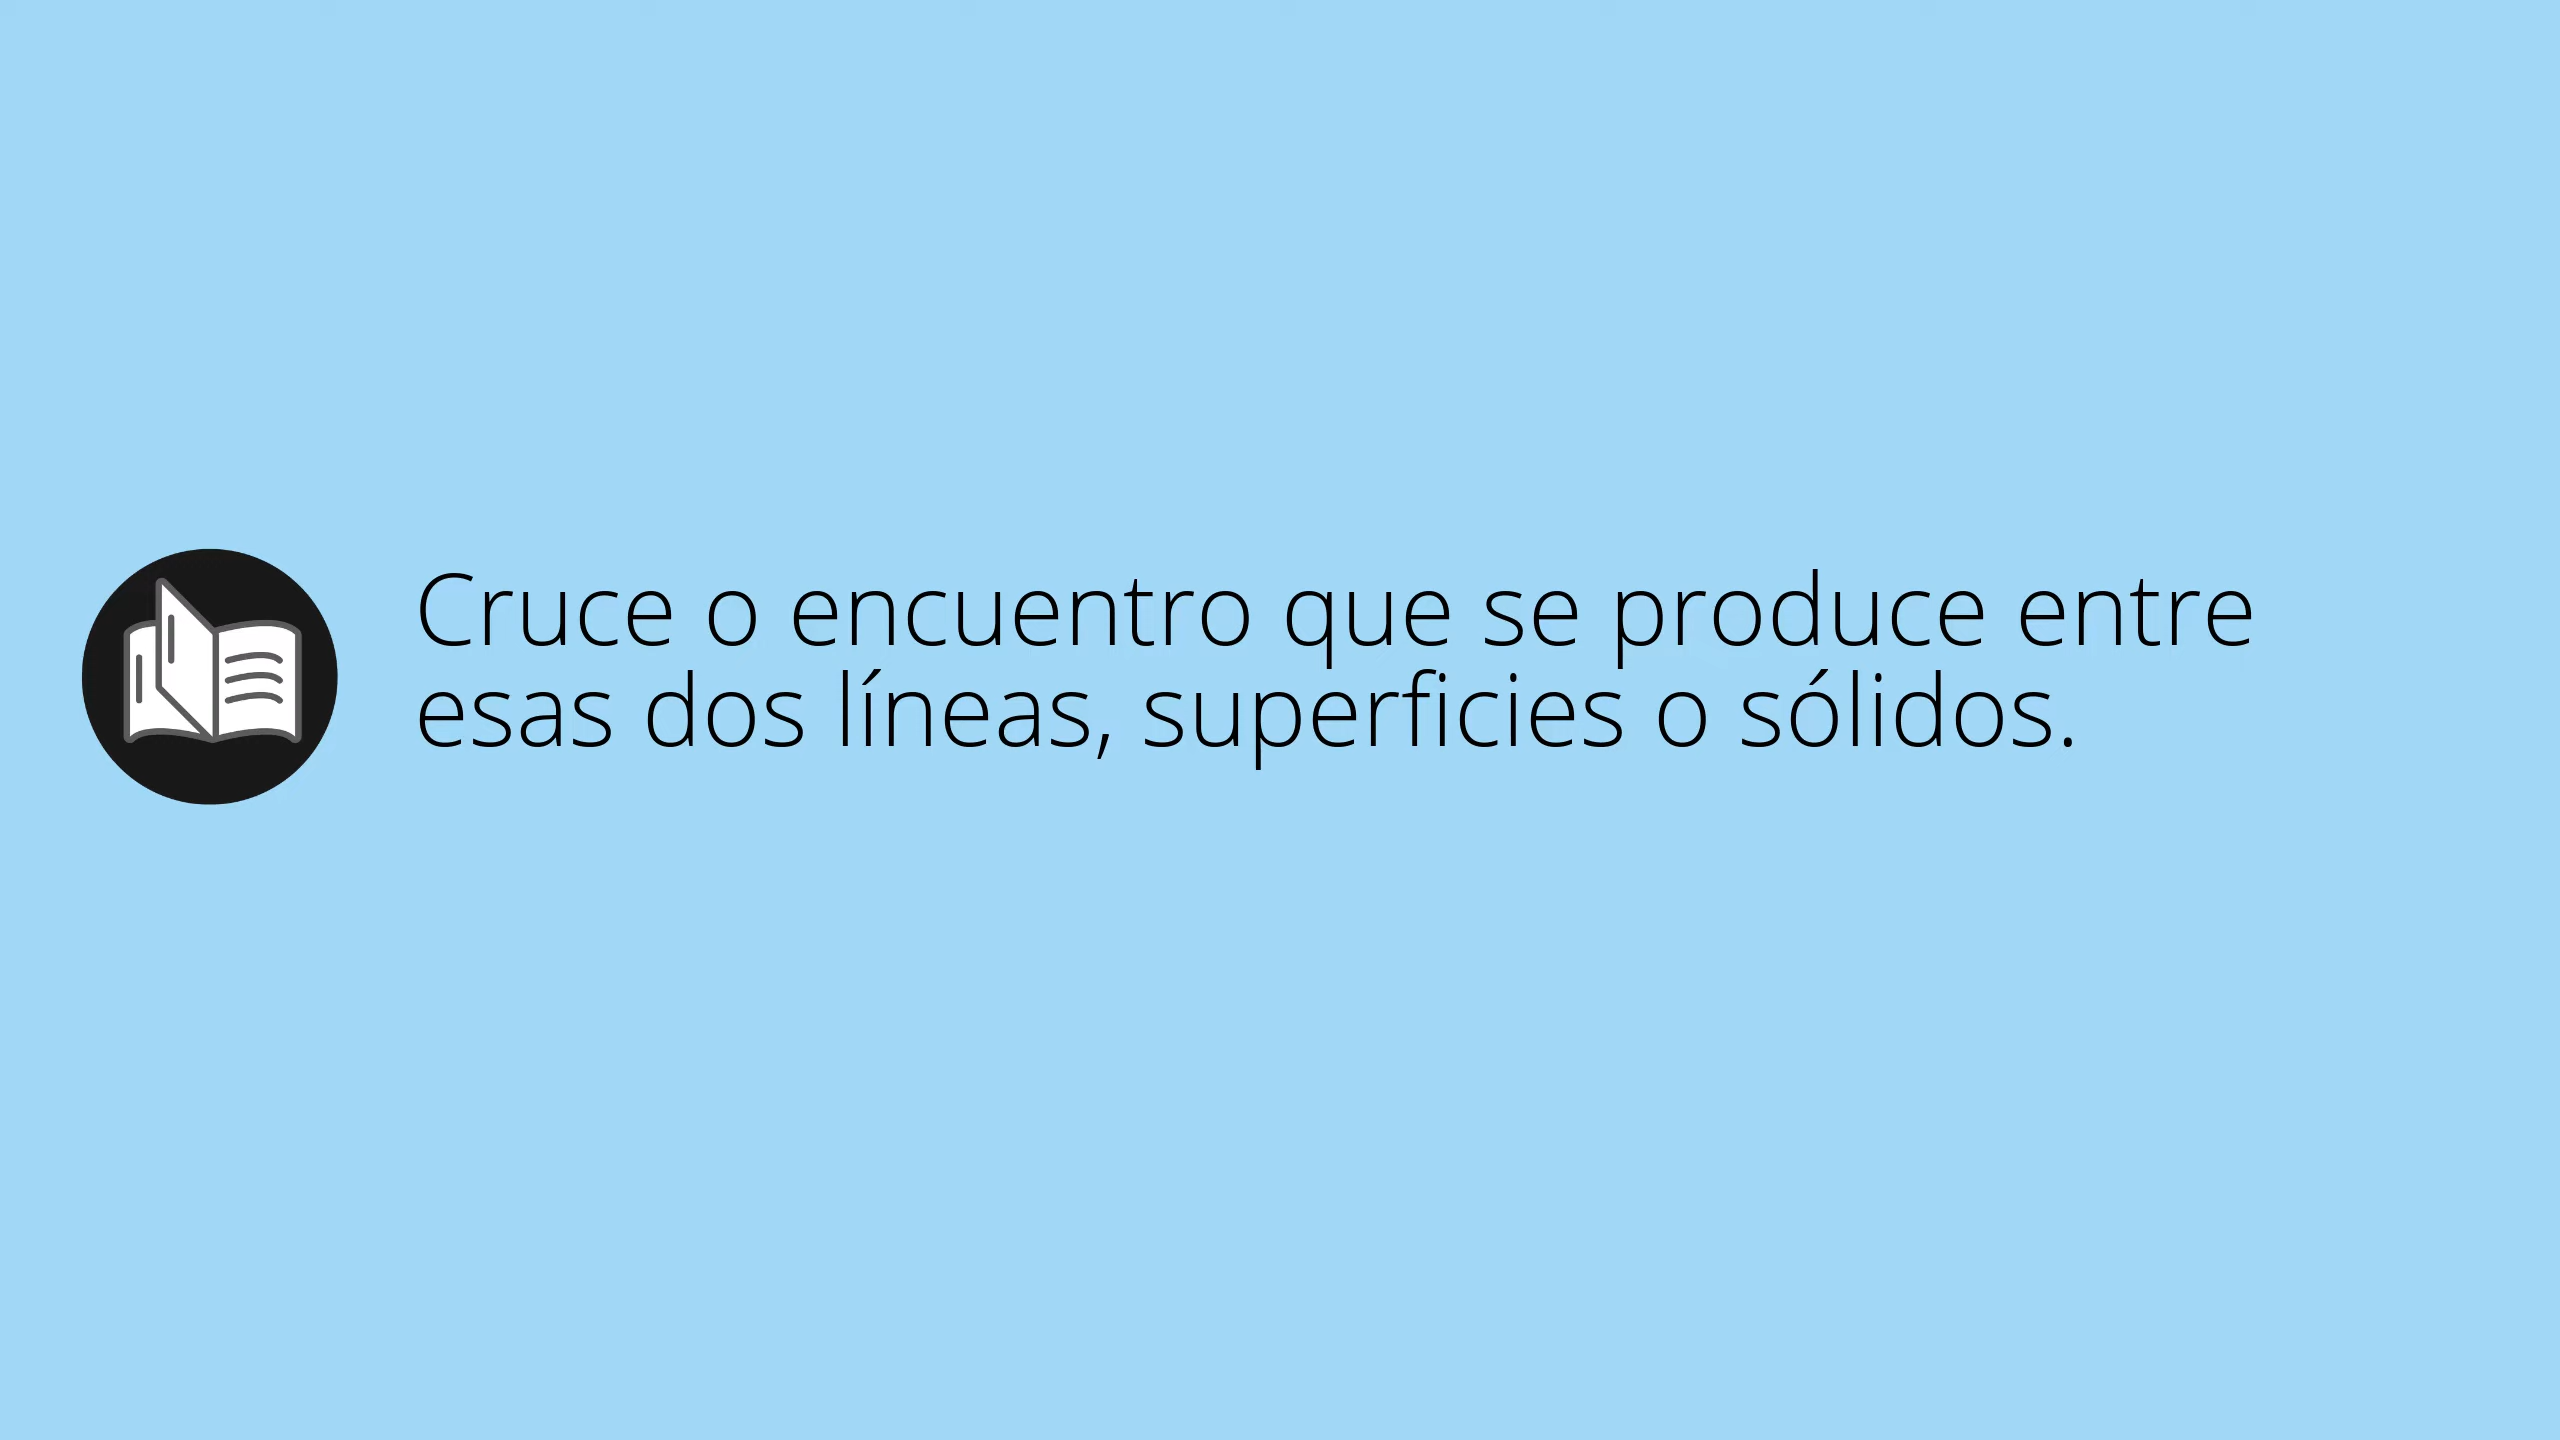 Cruce o encuentro que se produce entre
esas dos líneas, superficies o sólidos.